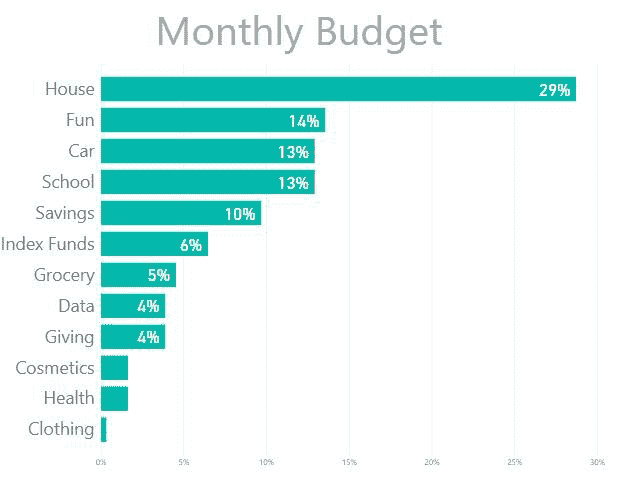 Monthly Budget
House 29%
Fun 14%
Car 13%
School 13%
Savings 10%
Index Funds 6%
Grocery 5%
Data 4%
Giving 4%
Cosmetics
Health
Clothing
0% 5% 10% 15% 20% 25% 30%